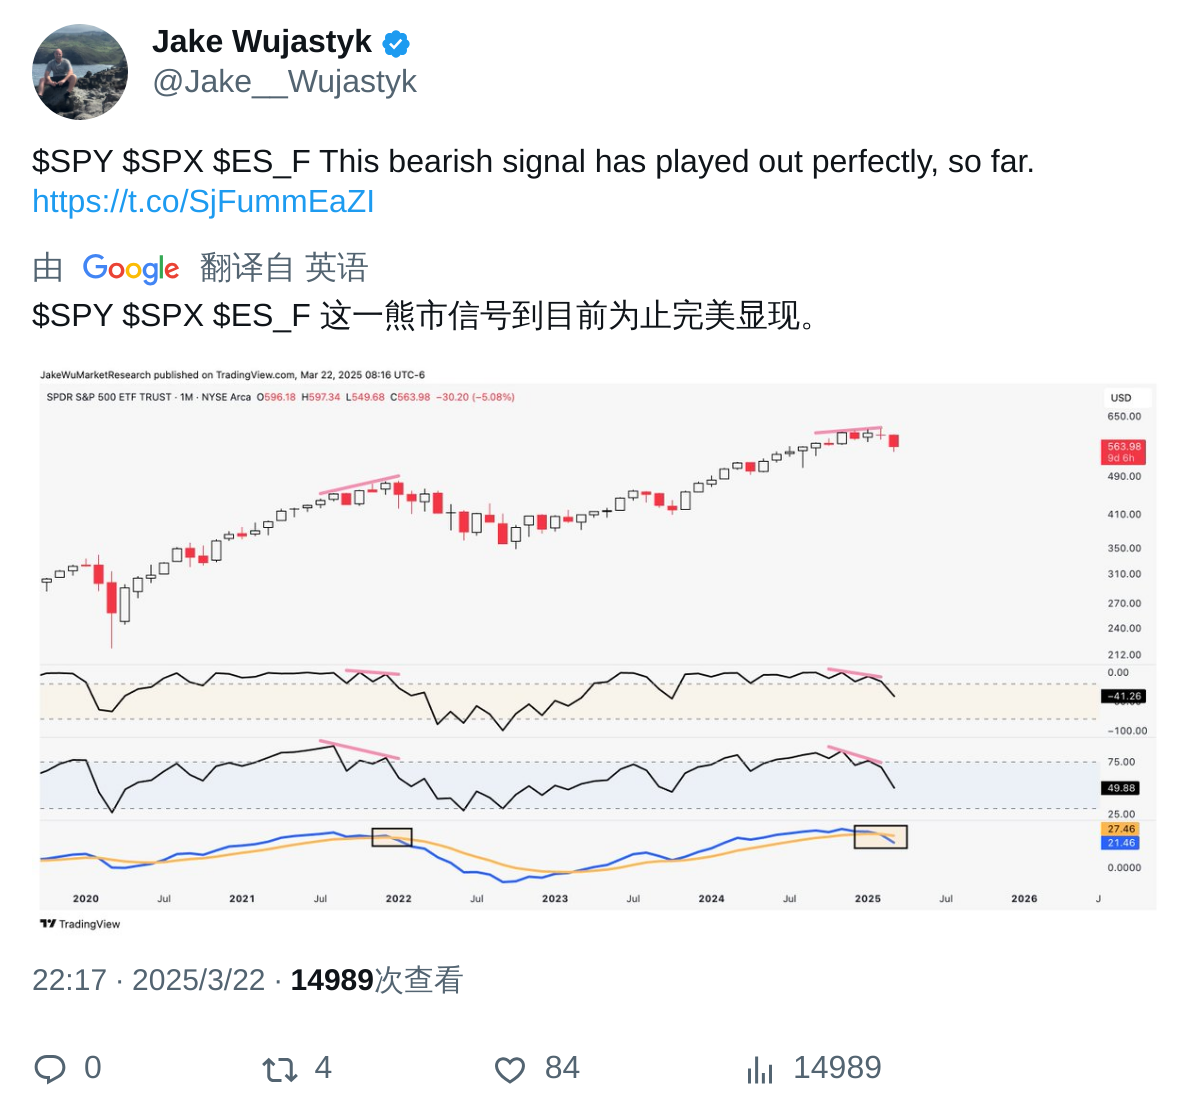 Jake Wujastyk
@Jake__Wujastyk
$SPY $SPX $ES_F This bearish signal has played out perfectly, so far.
https://t.co/SjFummEaZI
由 Google 翻译自 英语
$SPY $SPX $ES_F 这一熊市信号到目前为止完美显现。
JakeWuMarketResearch published on TradingView.com, Mar 22, 2025 08:16 UTC-6
SPDR S&P 500 ETF TRUST · 1M · NYSE Arca O596.18 H597.34 L549.68 C563.98 −30.20 (−5.08%)
USD
650.00
563.98
9d 6h
490.00
410.00
350.00
310.00
270.00
240.00
212.00
0.00
−41.26
−100.00
75.00
49.88
25.00
27.46
21.46
0.0000
2020 Jul 2021 Jul 2022 Jul 2023 Jul 2024 Jul 2025 Jul 2026 J
TradingView
22:17 · 2025/3/22 · 14989次查看
0 4 84 14989